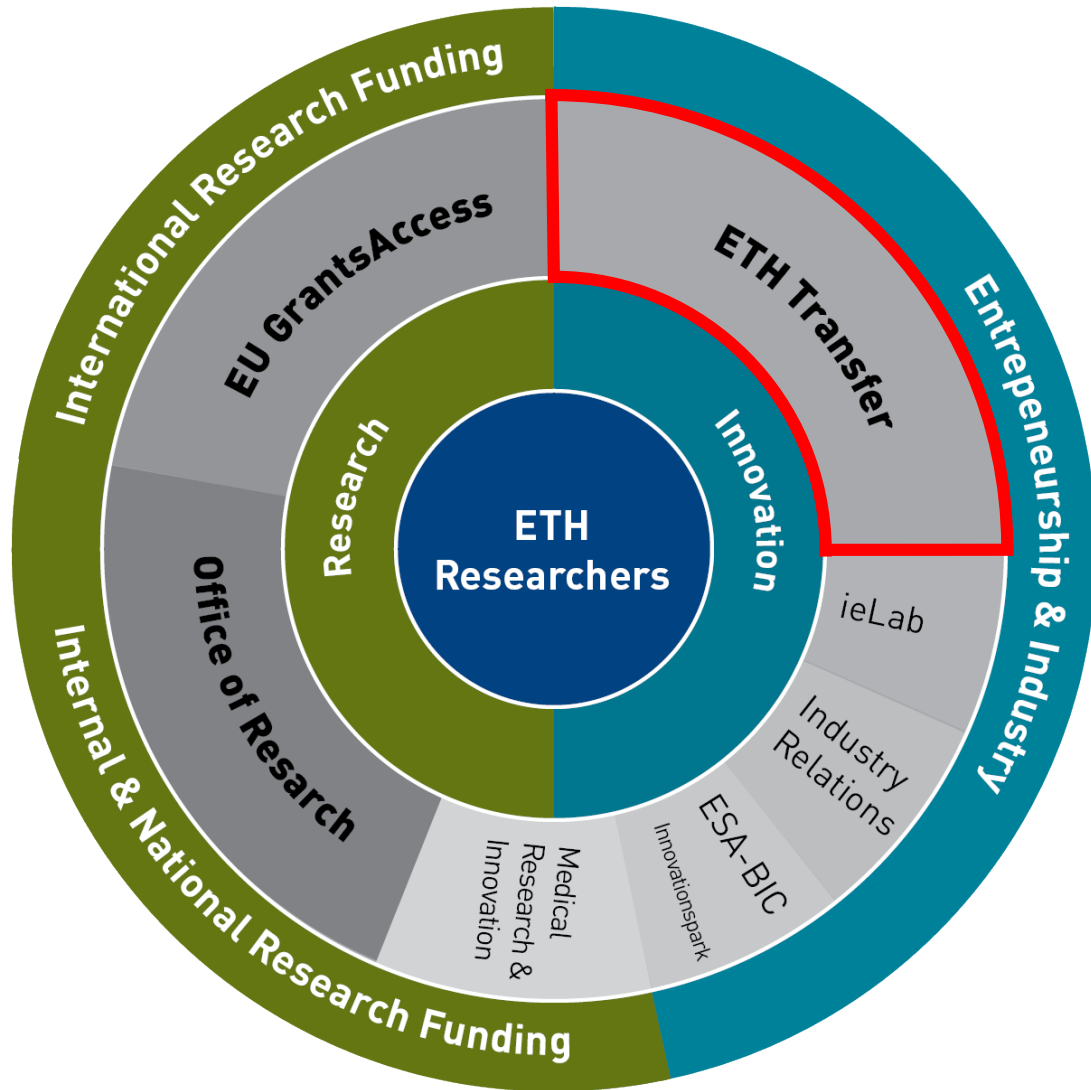 International Research Funding
EU GrantsAccess
ETH Transfer
Entrepeneurship & Industry
Research
Innovation
ETH
Researchers
Office of Resarch
ieLab
Industry
Relations
ESA-BIC
Innovationspark
Medical
Research &
Innovation
Internal & National Research Funding